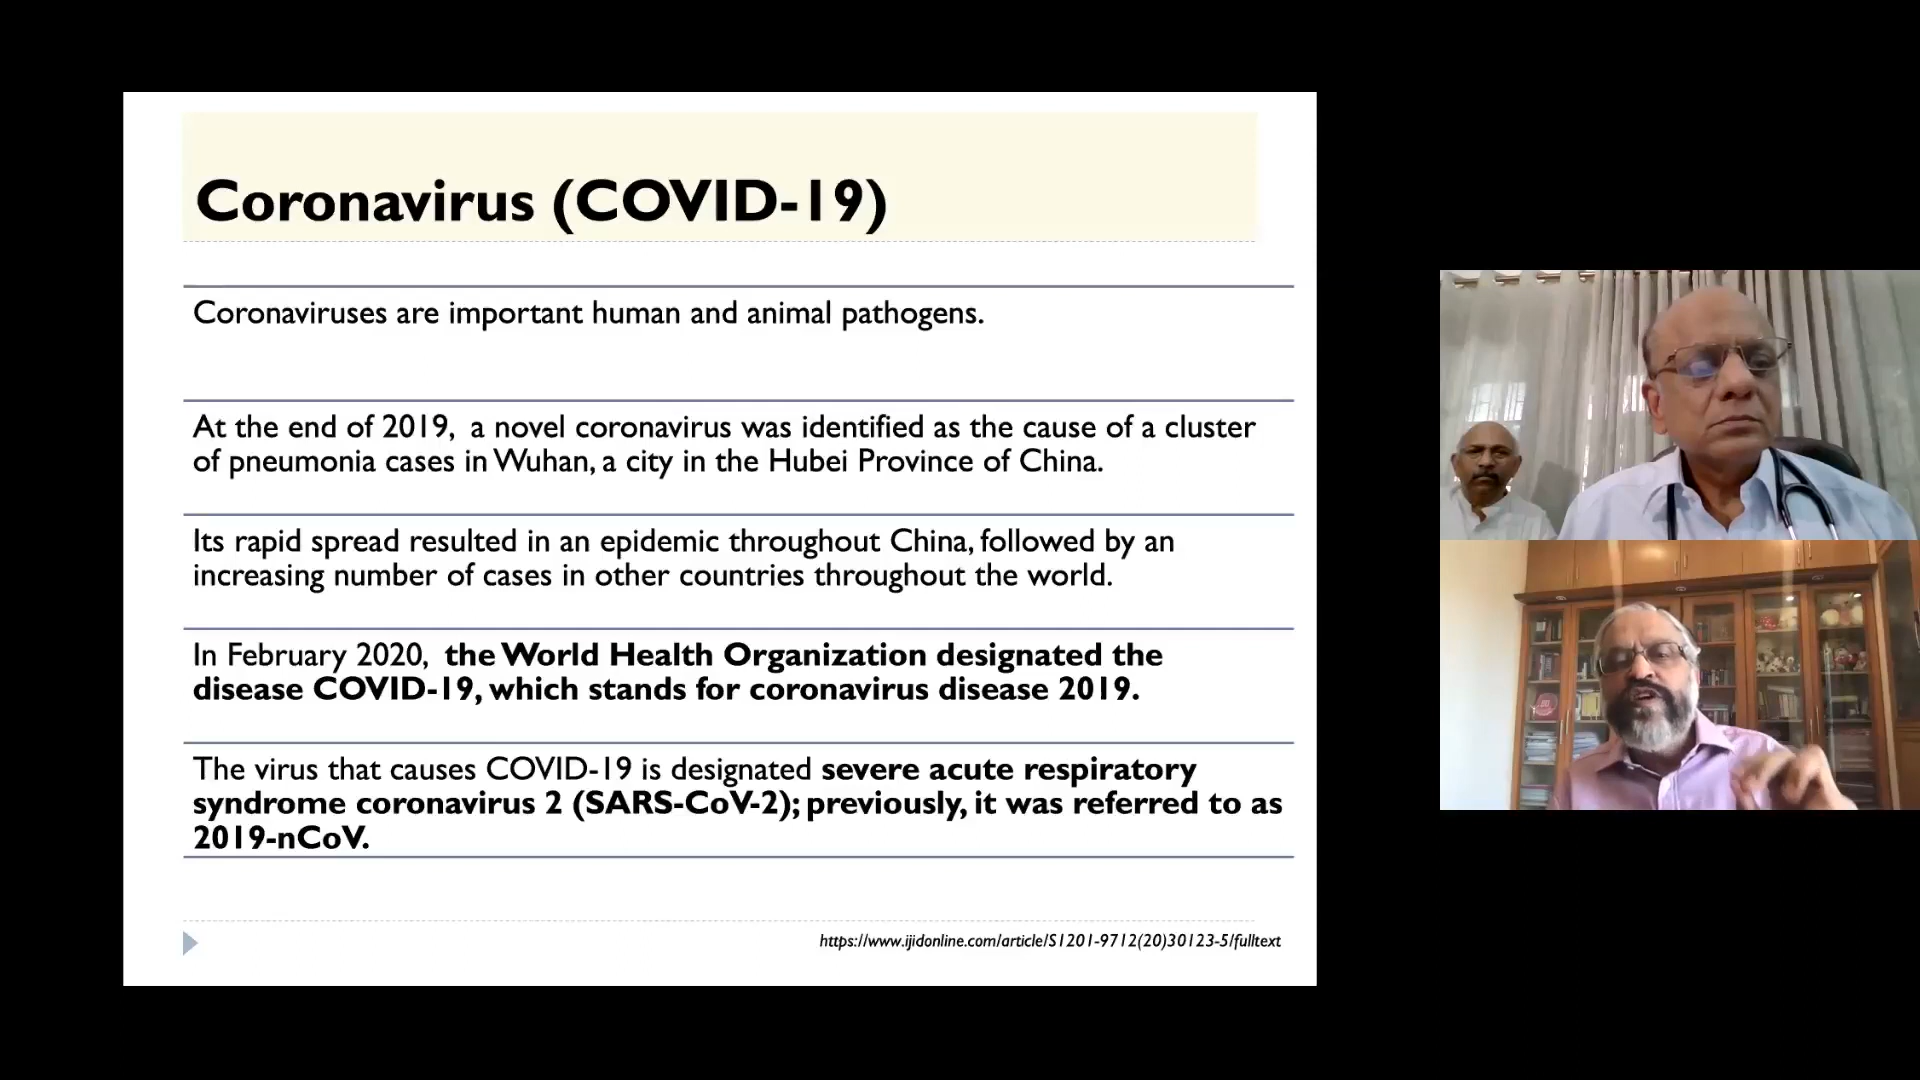 Coronavirus (COVID-19)
Coronaviruses are important human and animal pathogens.
At the end of 2019, a novel coronavirus was identified as the cause of a cluster
of pneumonia cases in Wuhan, a city in the Hubei Province of China.
Its rapid spread resulted in an epidemic throughout China, followed by an
increasing number of cases in other countries throughout the world.
In February 2020, the World Health Organization designated the
disease COVID-19, which stands for coronavirus disease 2019.
The virus that causes COVID-19 is designated severe acute respiratory
syndrome coronavirus 2 (SARS-CoV-2); previously, it was referred to as
2019-nCoV.
https://www.ijidonline.com/article/S1201-9712(20)30123-5/fulltext